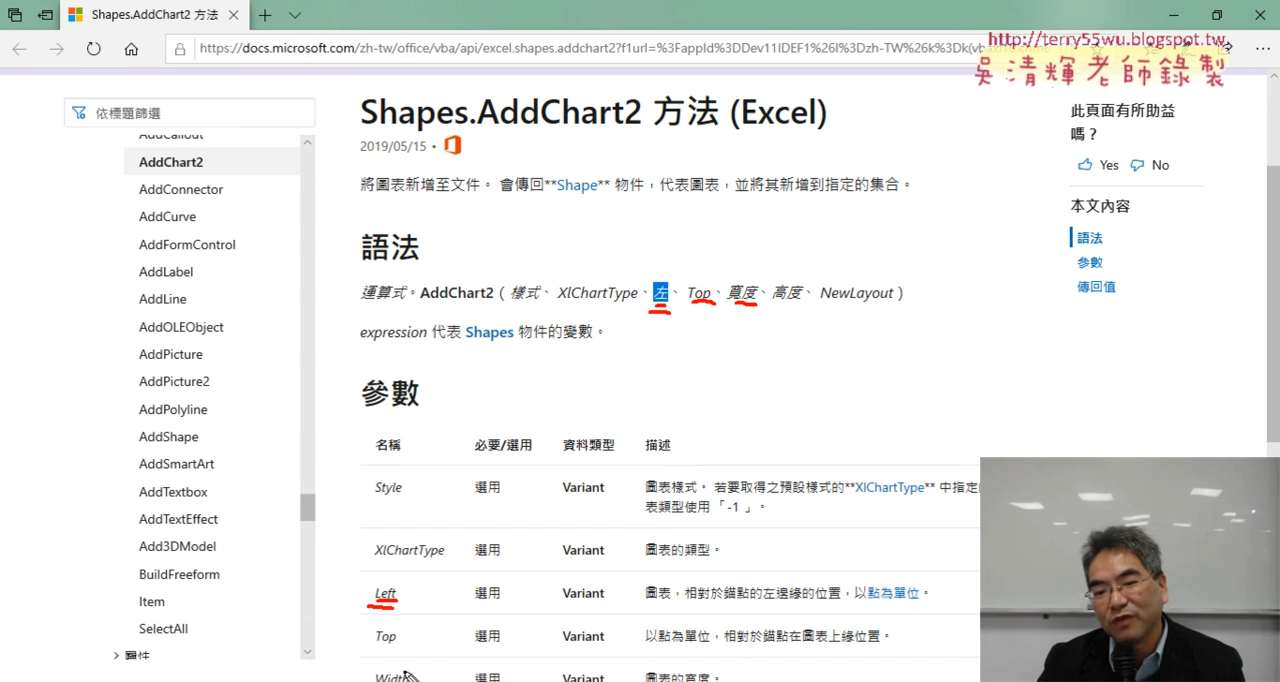 Shapes.AddChart2 方法
https://docs.microsoft.com/zh-tw/office/vba/api/excel.shapes.addchart2?f1url=%3FappId%3DDev11IDEF1%26l%3Dzh-TW%26k%3Dk(vb
http://terry55wu.blogspot.tw
吳清輝老師錄製
依標題篩選
AddCallout
AddChart2
AddConnector
AddCurve
AddFormControl
AddLabel
AddLine
AddOLEObject
AddPicture
AddPicture2
AddPolyline
AddShape
AddSmartArt
AddTextbox
AddTextEffect
Add3DModel
BuildFreeform
Item
SelectAll
屬性
Shapes.AddChart2 方法 (Excel)
2019/05/15 •
將圖表新增至文件。 會傳回**Shape** 物件，代表圖表，並將其新增到指定的集合。
語法
運算式。AddChart2（ 樣式、 XlChartType、左、 Top、寬度、高度、 NewLayout ）
expression 代表 Shapes 物件的變數。
參數
名稱 必要/選用 資料類型 描述
Style 選用 Variant 圖表樣式。 若要取得之預設樣式的**XlChartType** 中指定
表類型使用 「-1 」。
XlChartType 選用 Variant 圖表的類型。
Left 選用 Variant 圖表，相對於錨點的左邊緣的位置，以點為單位。
Top 選用 Variant 以點為單位，相對於錨點在圖表上緣位置。
Width 選用 Variant 圖表的寬度。
此頁面有所助益
嗎？
Yes No
本文內容
語法
參數
傳回值